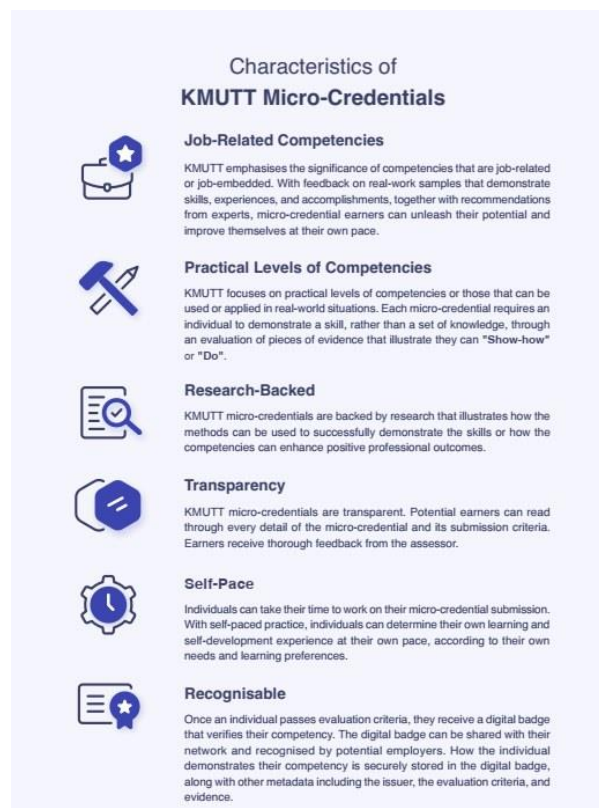 Characteristics of
KMUTT Micro-Credentials
Job-Related Competencies
KMUTT emphasises the significance of competencies that are job-related
or job-embedded. With feedback on real-work samples that demonstrate
skills, experiences, and accomplishments, together with recommendations
from experts, micro-credential earners can unleash their potential and
improve themselves at their own pace.
Practical Levels of Competencies
KMUTT focuses on practical levels of competencies or those that can be
used or applied in real-world situations. Each micro-credential requires an
individual to demonstrate a skill, rather than a set of knowledge, through
an evaluation of pieces of evidence that illustrate they can "Show-how"
or "Do".
Research-Backed
KMUTT micro-credentials are backed by research that illustrates how the
methods can be used to successfully demonstrate the skills or how the
competencies can enhance positive professional outcomes.
Transparency
KMUTT micro-credentials are transparent. Potential earners can read
through every detail of the micro-credential and its submission criteria.
Earners receive thorough feedback from the assessor.
Self-Pace
Individuals can take their time to work on their micro-credential submission.
With self-paced practice, individuals can determine their own learning and
self-development experience at their own pace, according to their own
needs and learning preferences.
Recognisable
Once an individual passes evaluation criteria, they receive a digital badge
that verifies their competency. The digital badge can be shared with their
network and recognised by potential employers. How the individual
demonstrates their competency is securely stored in the digital badge,
along with other metadata including the issuer, the evaluation criteria, and
evidence.